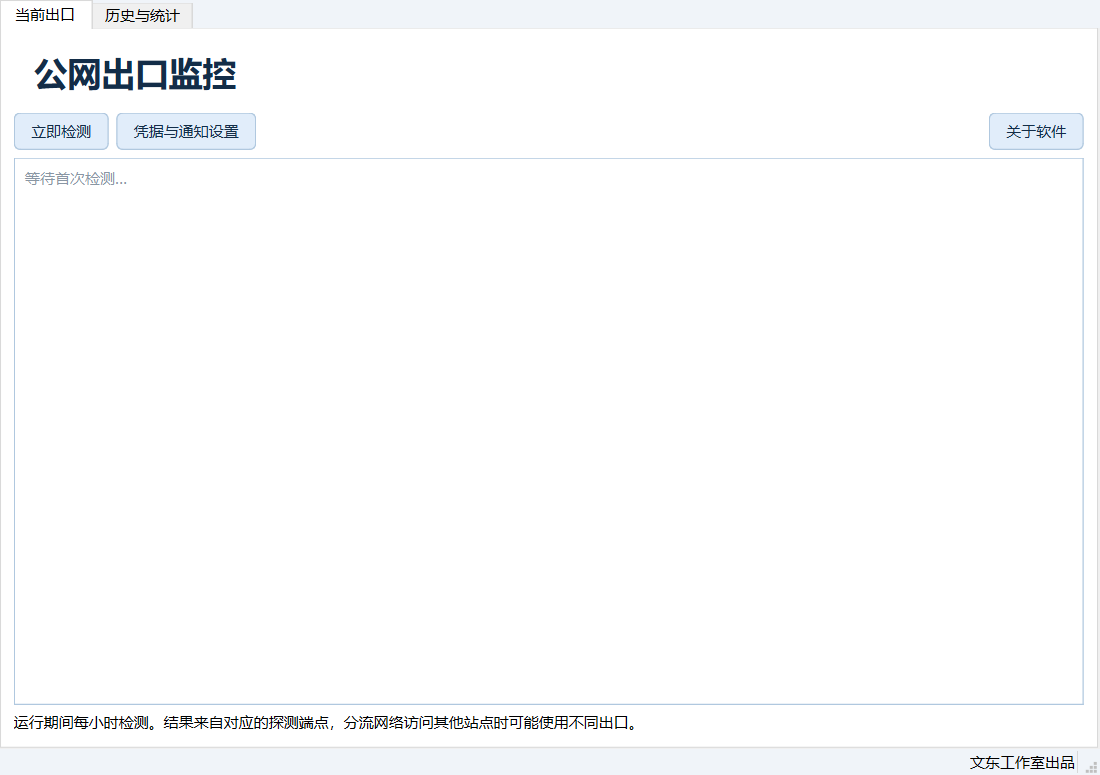 当前出口 历史与统计
公网出口监控
立即检测 凭据与通知设置 关于软件
等待首次检测...
运行期间每小时检测。结果来自对应的探测端点，分流网络访问其他站点时可能使用不同出口。
文东工作室出品